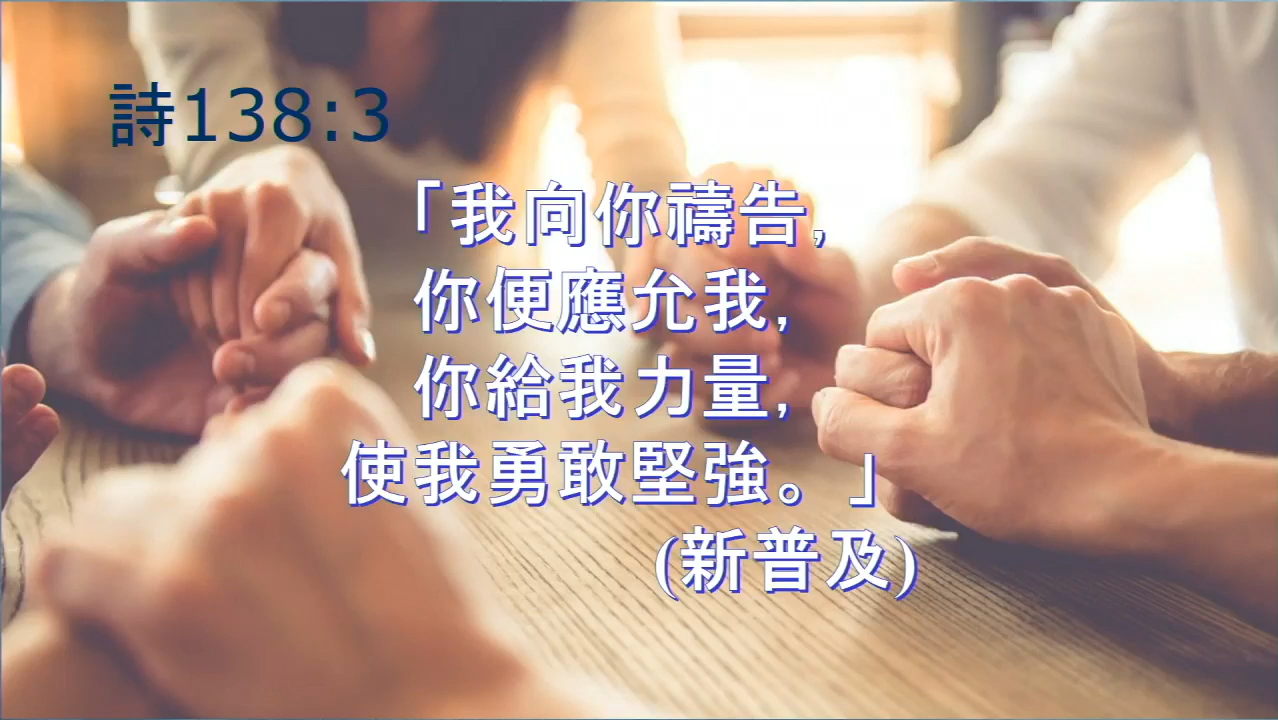 詩138:3
「我向你禱告,
你便應允我,
你給我力量,
使我勇敢堅強。」
(新普及)